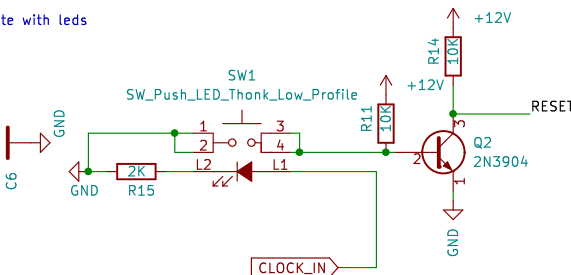 te with leds
+12V
R14
10K
SW1
SW_Push_LED_Thonk_Low_Profile
+12V
RESET
R11
10K
GND
1
3
3
Q2
2
4
2
2N3904
C6
GND
2K
R15
L2
L1
1
GND
CLOCK_IN